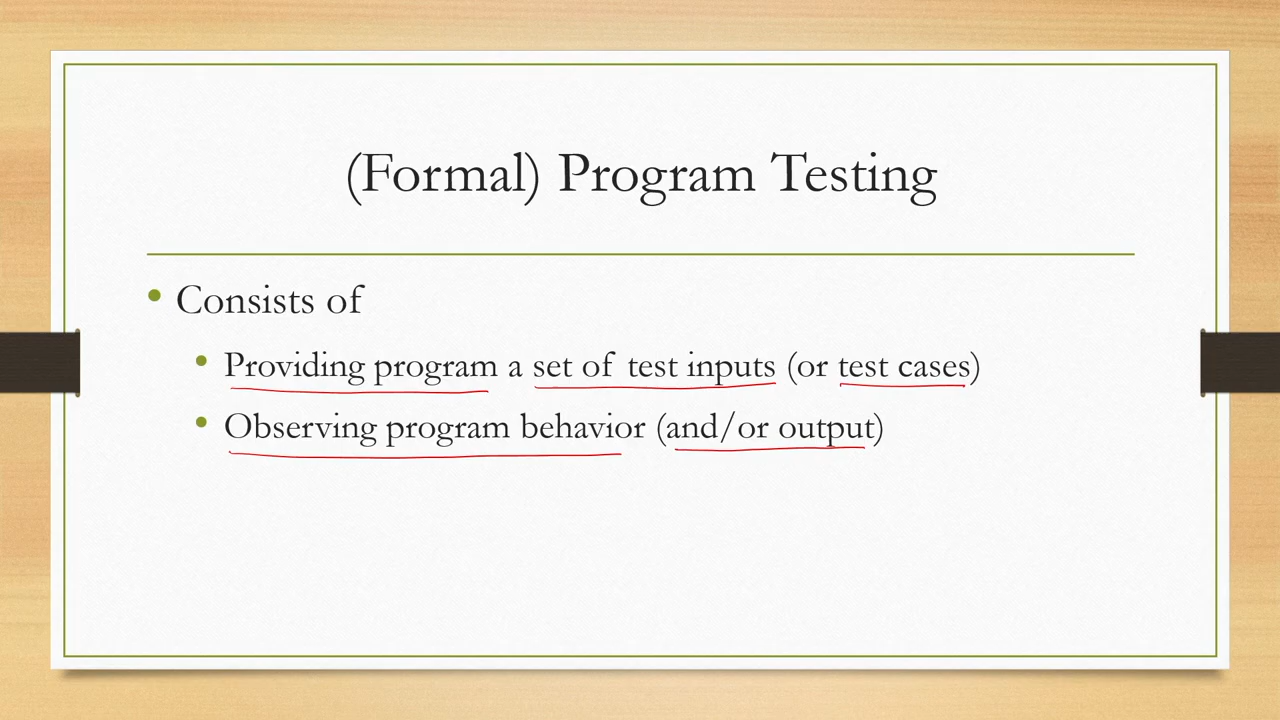 (Formal) Program Testing
• Consists of
• Providing program a set of test inputs (or test cases)
• Observing program behavior (and/or output)